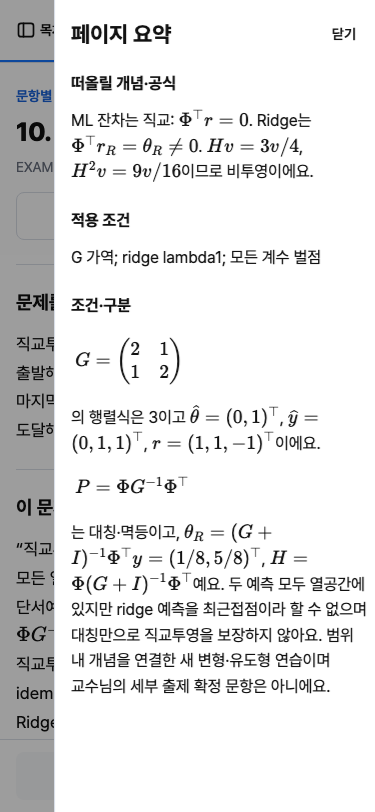 목차
페이지 요약
닫기
문항별
10.
EXAM
문제를
직교투
출발하
마지막
도달하
이 문
“직교
모든 
단서어
ΦG⁻
직교투
idem
Ridge
떠올릴 개념·공식
ML 잔차는 직교: Φ^⊤r = 0. Ridge는
Φ^⊤r_R = θ_R ≠ 0. Hv = 3v/4,
H²v = 9v/16이므로 비투영이에요.
적용 조건
G 가역; ridge lambda1; 모든 계수 벌점
조건·구분
G = (2 1
1 2)
의 행렬식은 3이고 θ̂ = (0, 1)^⊤, ŷ =
(0, 1, 1)^⊤, r = (1, 1, −1)^⊤이에요.
P = ΦG⁻¹Φ^⊤
는 대칭·멱등이고, θ_R = (G +
I)⁻¹Φ^⊤y = (1/8, 5/8)^⊤, H =
Φ(G + I)⁻¹Φ^⊤예요. 두 예측 모두 열공간에
있지만 ridge 예측을 최근접점이라 할 수 없으며
대칭만으로 직교투영을 보장하지 않아요. 범위
내 개념을 연결한 새 변형·유도형 연습이며
교수님의 세부 출제 확정 문항은 아니에요.